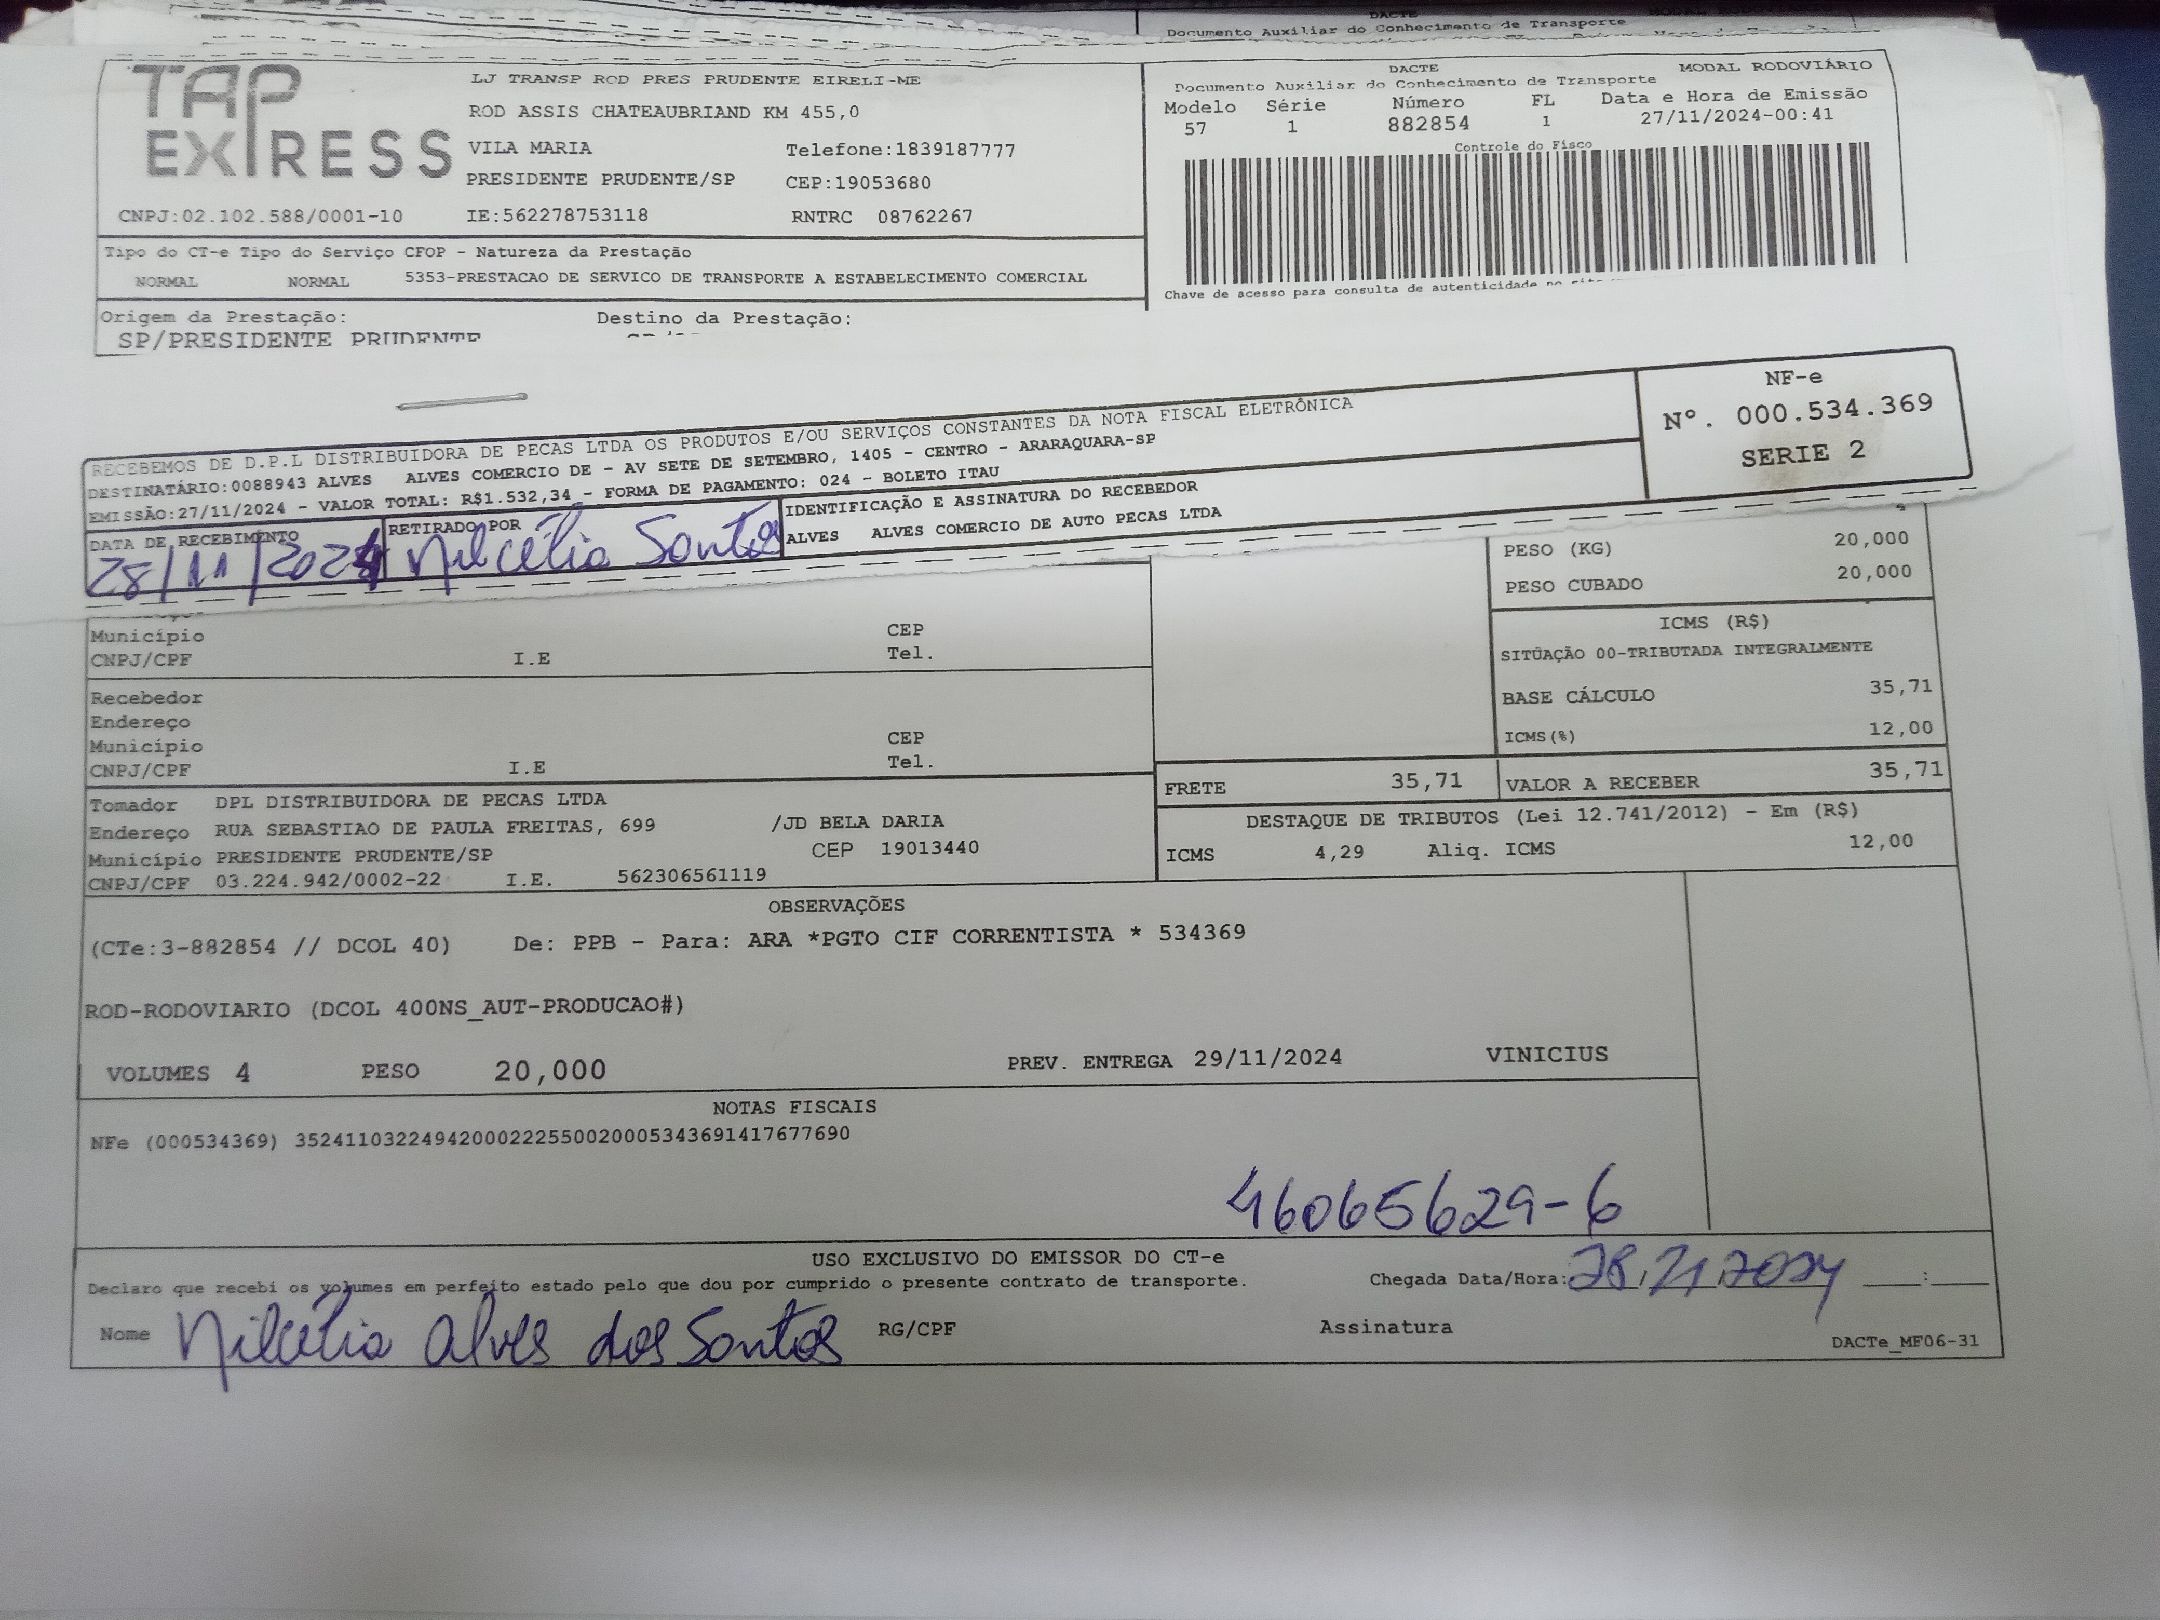 DACTE
Documento Auxiliar do Conhecimento de Transporte
TAP EXPRESS
LJ TRANSP ROD PRES PRUDENTE EIRELI-ME
ROD ASSIS CHATEAUBRIAND KM 455,0
VILA MARIA Telefone:1839187777
PRESIDENTE PRUDENTE/SP CEP:19053680
CNPJ:02.102.588/0001-10 IE:562278753118 RNTRC 08762267
DACTE MODAL RODOVIÁRIO
Documento Auxiliar do Conhecimento de Transporte
Modelo Série Número FL Data e Hora de Emissão
57 1 882854 1 27/11/2024-00:41
Controle do Fisco
Chave de acesso para consulta de autenticidade no site
Tipo do CT-e Tipo do Serviço CFOP - Natureza da Prestação
NORMAL NORMAL 5353-PRESTACAO DE SERVICO DE TRANSPORTE A ESTABELECIMENTO COMERCIAL
Origem da Prestação: Destino da Prestação:
SP/PRESIDENTE PRUDENTE
RECEBEMOS DE D.P.L DISTRIBUIDORA DE PECAS LTDA OS PRODUTOS E/OU SERVIÇOS CONSTANTES DA NOTA FISCAL ELETRÔNICA
DESTINATÁRIO:0088943 ALVES ALVES COMERCIO DE - AV SETE DE SETEMBRO, 1405 - CENTRO - ARARAQUARA-SP
EMISSÃO:27/11/2024 - VALOR TOTAL: R$1.532,34 - FORMA DE PAGAMENTO: 024 - BOLETO ITAU
NF-e
Nº. 000.534.369
SERIE 2
DATA DE RECEBIMENTO RETIRADO POR IDENTIFICAÇÃO E ASSINATURA DO RECEBEDOR
28/11/2024 Nilcélia Santos ALVES ALVES COMERCIO DE AUTO PECAS LTDA
PESO (KG) 20,000
PESO CUBADO 20,000
Município CEP
CNPJ/CPF I.E Tel.
ICMS (R$)
SITUAÇÃO 00-TRIBUTADA INTEGRALMENTE
BASE CÁLCULO 35,71
ICMS(%) 12,00
Recebedor
Endereço
Município CEP
CNPJ/CPF I.E Tel.
FRETE 35,71 VALOR A RECEBER 35,71
Tomador DPL DISTRIBUIDORA DE PECAS LTDA
Endereço RUA SEBASTIAO DE PAULA FREITAS, 699 /JD BELA DARIA
Município PRESIDENTE PRUDENTE/SP CEP 19013440
CNPJ/CPF 03.224.942/0002-22 I.E. 562306561119
DESTAQUE DE TRIBUTOS (Lei 12.741/2012) - Em (R$)
ICMS 4,29 Aliq. ICMS 12,00
OBSERVAÇÕES
(CTe:3-882854 // DCOL 40) De: PPB - Para: ARA *PGTO CIF CORRENTISTA * 534369
ROD-RODOVIARIO (DCOL 400NS_AUT-PRODUCAO#)
VOLUMES 4 PESO 20,000 PREV. ENTREGA 29/11/2024 VINICIUS
NOTAS FISCAIS
NFe (000534369) 35241103224942000222550020005343691417677690
46065629-6
USO EXCLUSIVO DO EMISSOR DO CT-e
Declaro que recebi os volumes em perfeito estado pelo que dou por cumprido o presente contrato de transporte. Chegada Data/Hora: 28/11/2024 :
Nome Nilcélia Alves dos Santos RG/CPF Assinatura
DACTe_MF06-31